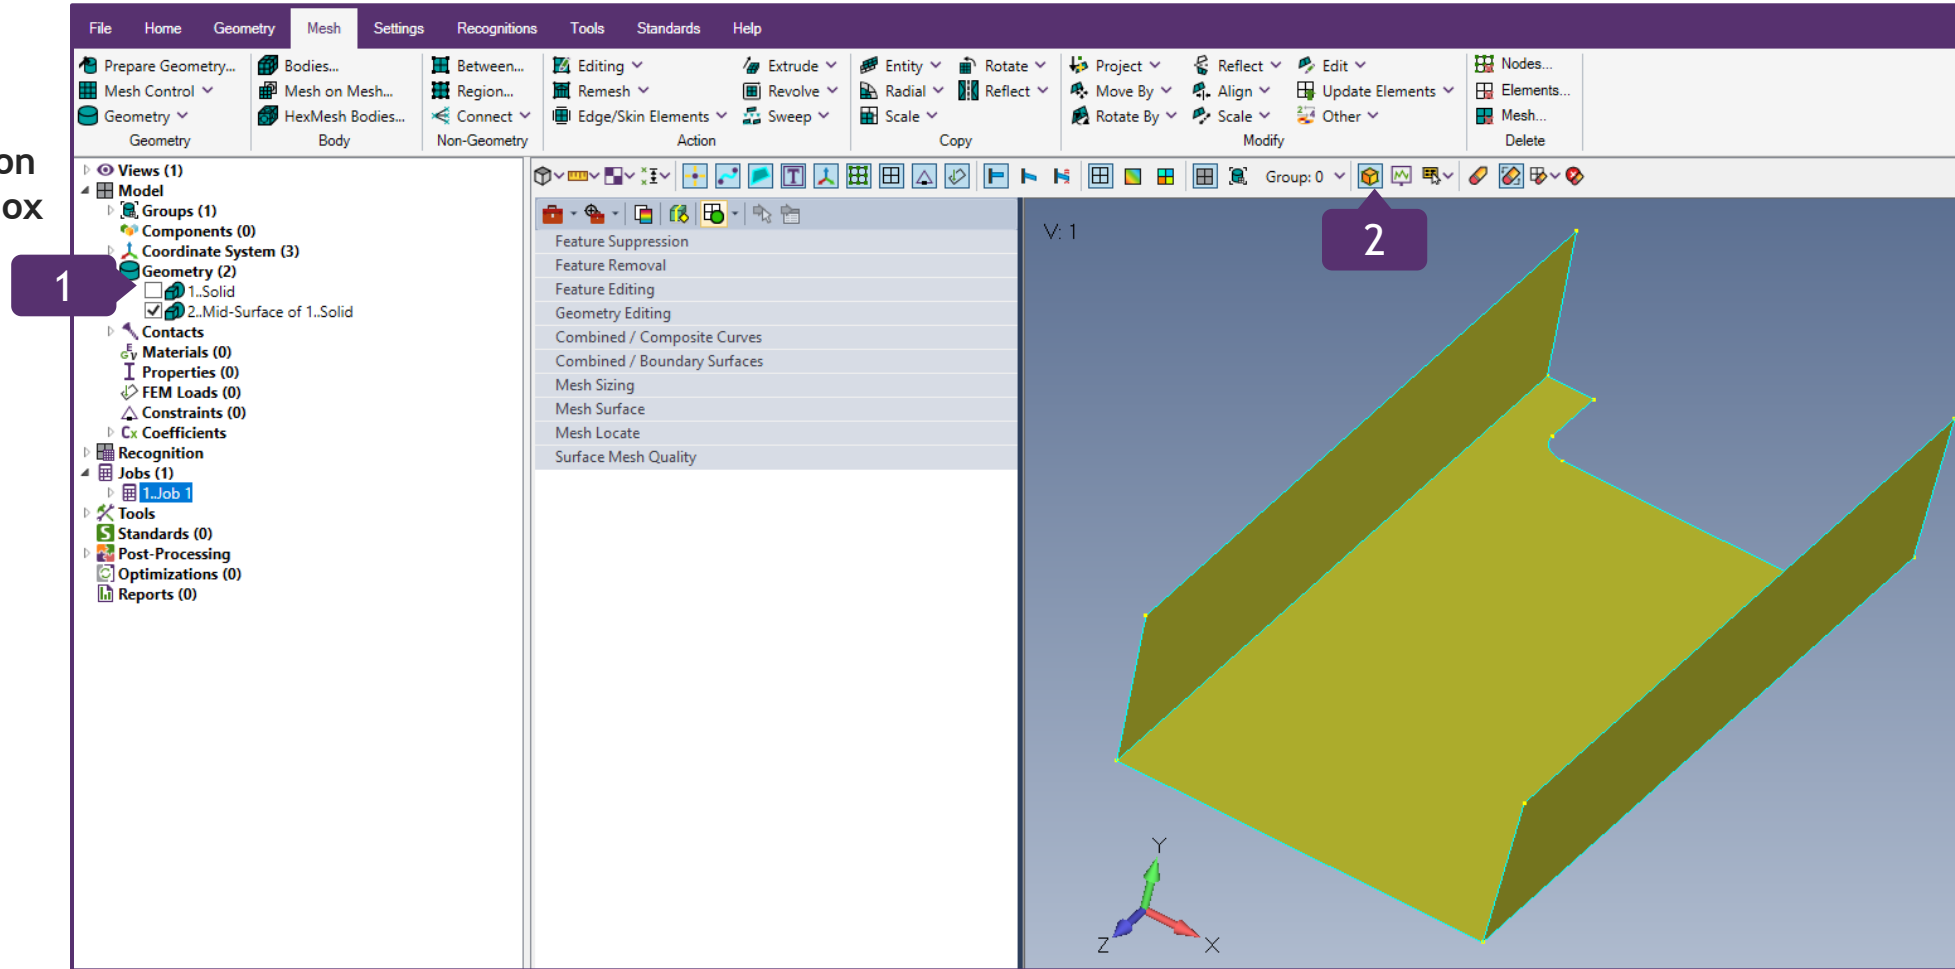 File Home Geometry Mesh Settings Recognitions Tools Standards Help
Prepare Geometry... Bodies... Between... Editing Extrude Entity Rotate Project Reflect Edit Nodes...
Mesh Control Mesh on Mesh... Region... Remesh Revolve Radial Reflect Move By Align Update Elements Elements...
Geometry HexMesh Bodies... Connect Edge/Skin Elements Sweep Scale Rotate By Scale Other Mesh...
Geometry Body Non-Geometry Action Copy Modify Delete
on
ox
1
Views (1)
Model
Groups (1)
Components (0)
Coordinate System (3)
Geometry (2)
1..Solid
2..Mid-Surface of 1..Solid
Contacts
Materials (0)
Properties (0)
FEM Loads (0)
Constraints (0)
Cx Coefficients
Recognition
Jobs (1)
1..Job 1
Tools
Standards (0)
Post-Processing
Optimizations (0)
Reports (0)
Group: 0
Feature Suppression
Feature Removal
Feature Editing
Geometry Editing
Combined / Composite Curves
Combined / Boundary Surfaces
Mesh Sizing
Mesh Surface
Mesh Locate
Surface Mesh Quality
V: 1
2
Y
Z
X